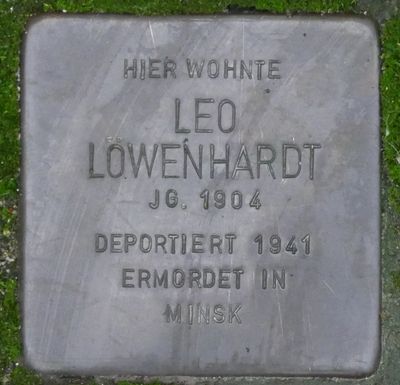 HIER WOHNTE
LEO
LÖWENHARDT
JG. 1904
DEPORTIERT 1941
ERMORDET IN
MINSK